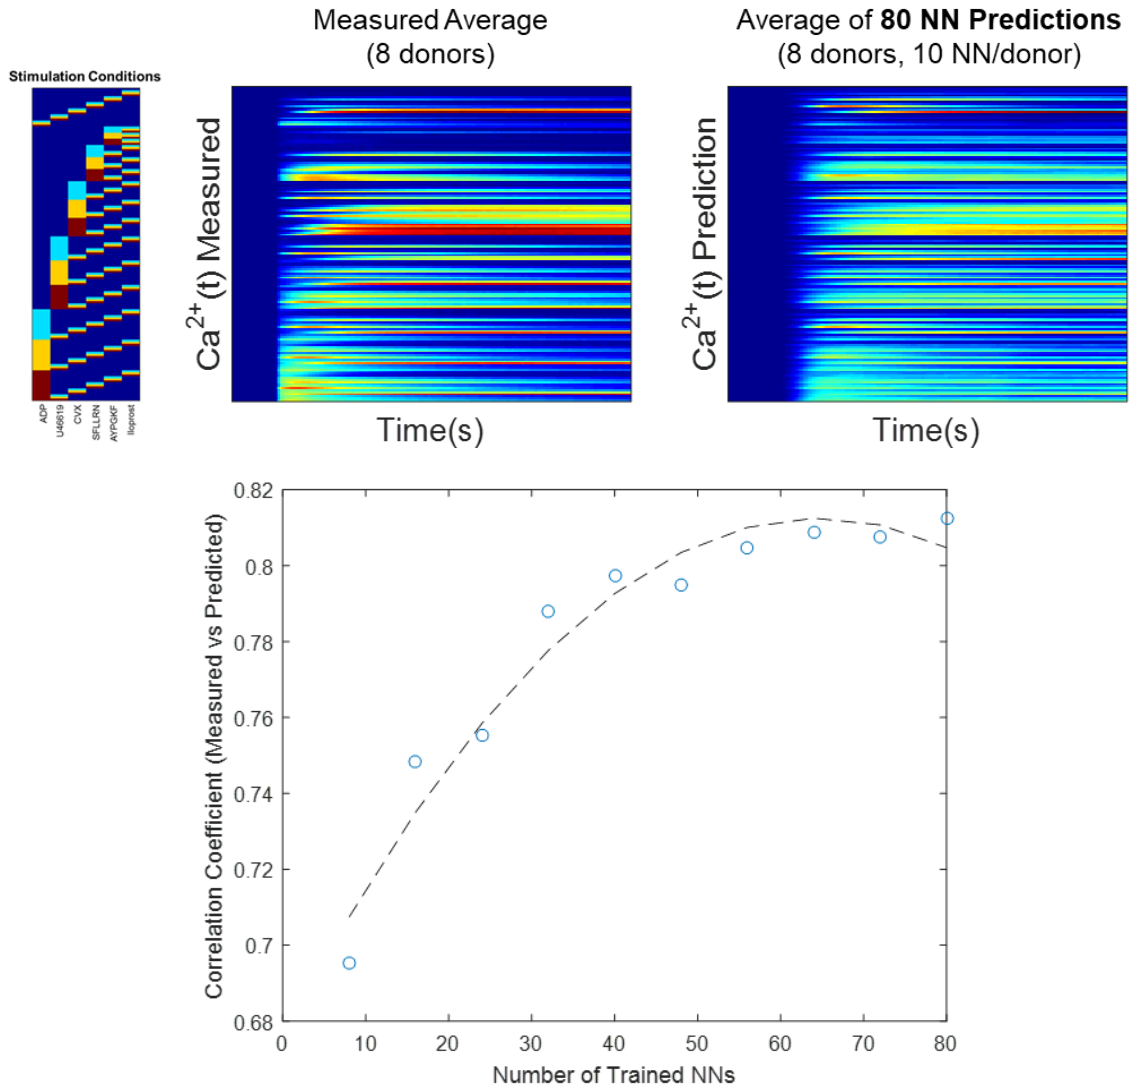 Measured Average
(8 donors)
Average of 80 NN Predictions
(8 donors, 10 NN/donor)
Stimulation Conditions
ADP
U46619
CVX
SFLLRN
AYPGKF
Iloprost
Ca2+(t) Measured
Time(s)
Ca2+(t) Prediction
Time(s)
Correlation Coefficient (Measured vs Predicted)
0.82
0.8
0.78
0.76
0.74
0.72
0.7
0.68
0 10 20 30 40 50 60 70 80
Number of Trained NNs